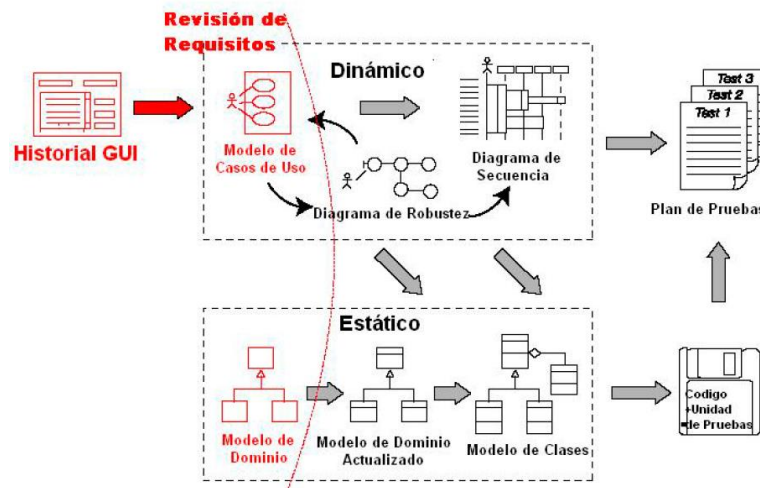 Revisión de
Requisitos
Dinámico
Historial GUI
Modelo de
Casos de Uso
Diagrama de
Secuencia
Diagrama de Robustez
Test 3
Test 2
Test 1
Plan de Pruebas
Estático
Modelo de
Dominio
Modelo de Dominio
Actualizado
Modelo de Clases
Codigo
+Unidad
de Pruebas